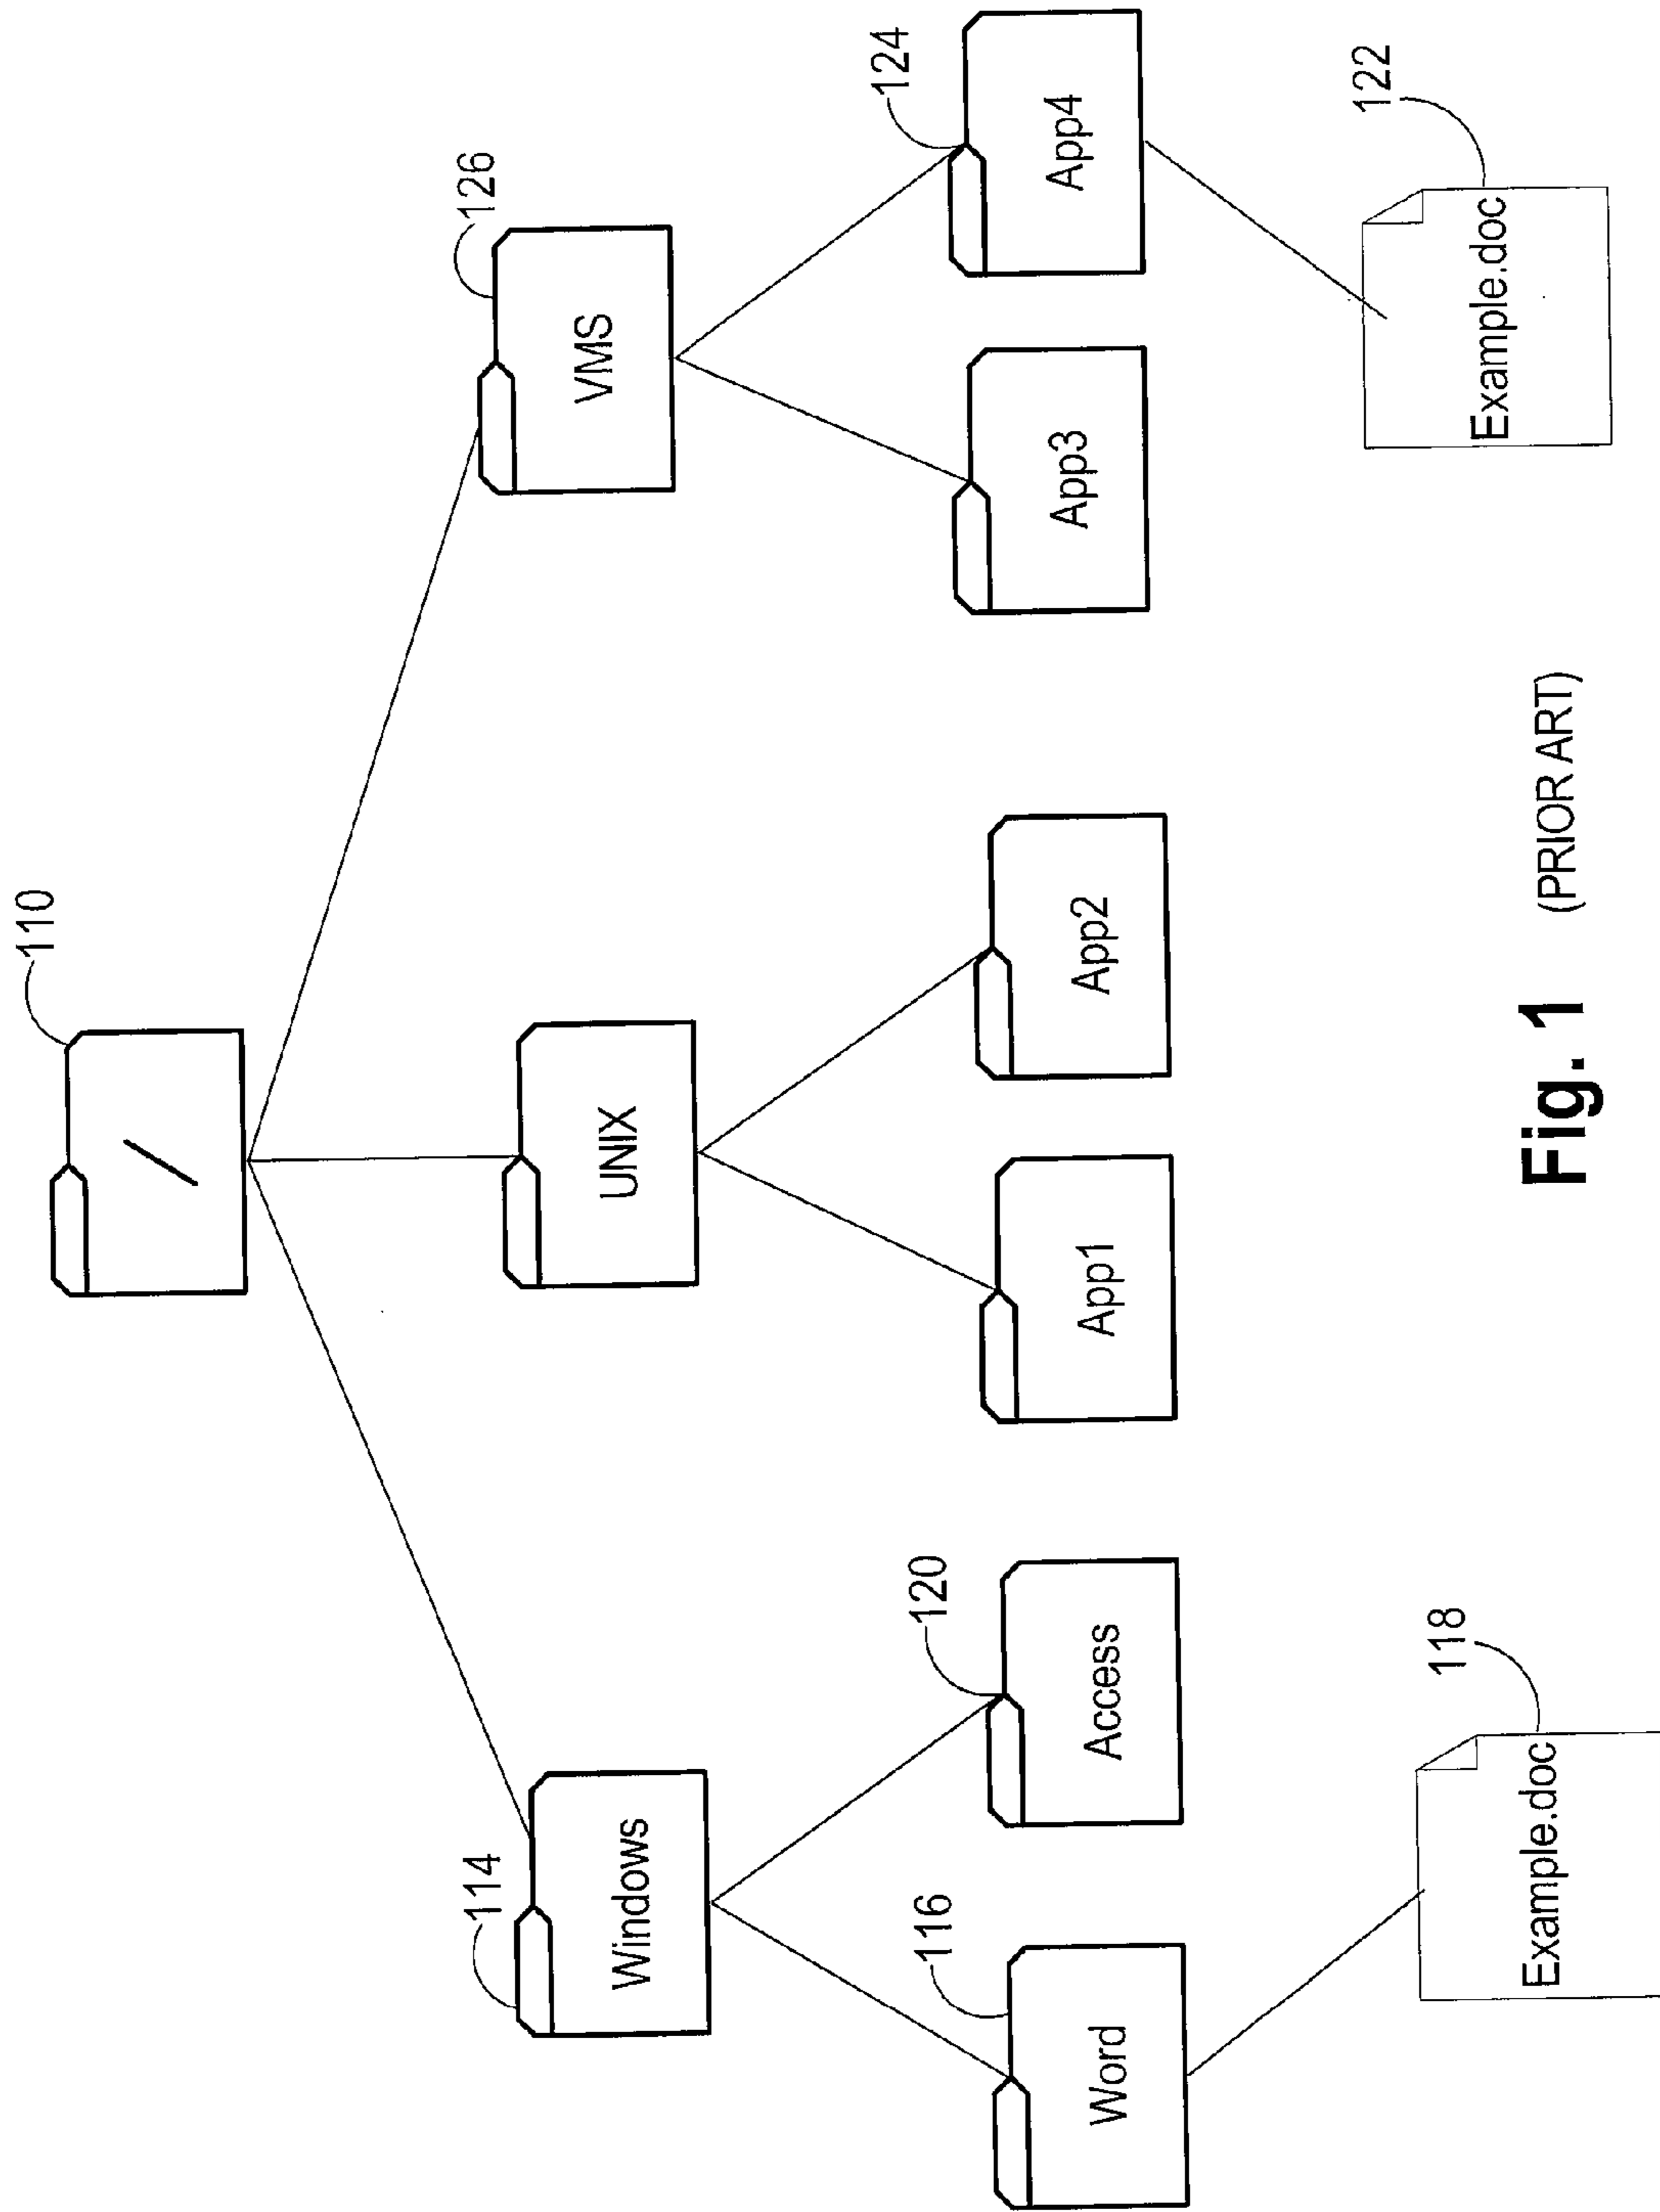 110
/
126
VMS
UNIX
114
Windows
124
App4
App3
App2
App1
120
Access
116
Word
122
Example.doc
118
Example.doc
Fig. 1 (PRIOR ART)